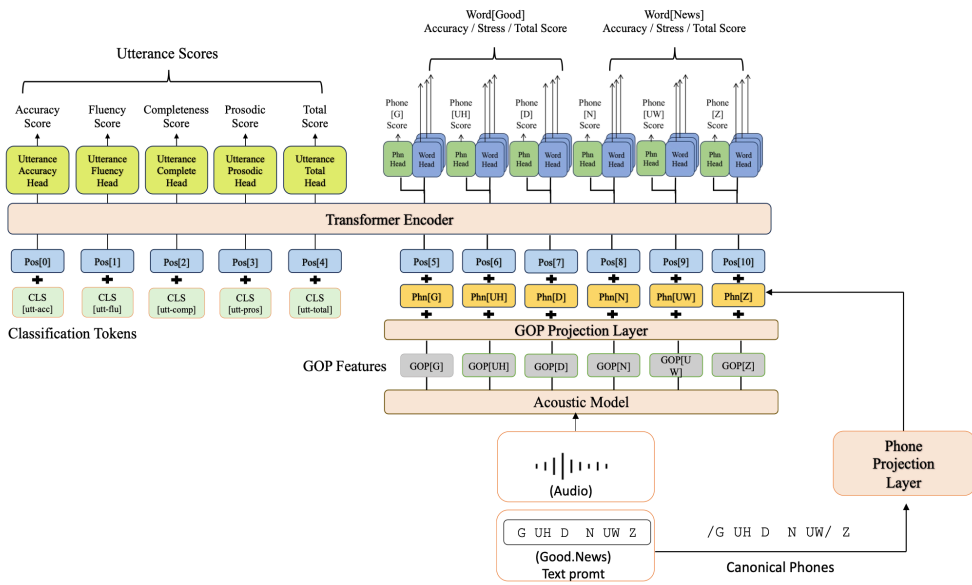 Word[Good]
Accuracy / Stress / Total Score
Word[News]
Accuracy / Stress / Total Score
Utterance Scores
Accuracy
Score
Fluency
Score
Completeness
Score
Prosodic
Score
Total
Score
Phone
[G]
Score
Phone
[UH]
Score
Phone
[D]
Score
Phone
[N]
Score
Phone
[UW]
Score
Phone
[Z]
Score
Utterance
Accuracy
Head
Utterance
Fluency
Head
Utterance
Complete
Head
Utterance
Prosodic
Head
Utterance
Total
Head
Phn
Head
Word
Head
Phn
Head
Word
Head
Phn
Head
Word
Head
Phn
Head
Word
Head
Phn
Head
Word
Head
Phn
Head
Word
Head
Transformer Encoder
Pos[0] Pos[1] Pos[2] Pos[3] Pos[4] Pos[5] Pos[6] Pos[7] Pos[8] Pos[9] Pos[10]
CLS
[utt-acc]
CLS
[utt-flu]
CLS
[utt-comp]
CLS
[utt-pros]
CLS
[utt-total]
Phn[G] Phn[UH] Phn[D] Phn[N] Phn[UW] Phn[Z]
Classification Tokens
GOP Projection Layer
GOP Features
GOP[G] GOP[UH] GOP[D] GOP[N] GOP[U
W] GOP[Z]
Acoustic Model
(Audio)
Phone
Projection
Layer
G UH D N UW Z
(Good.News)
Text promt
/G UH D N UW/ Z
Canonical Phones